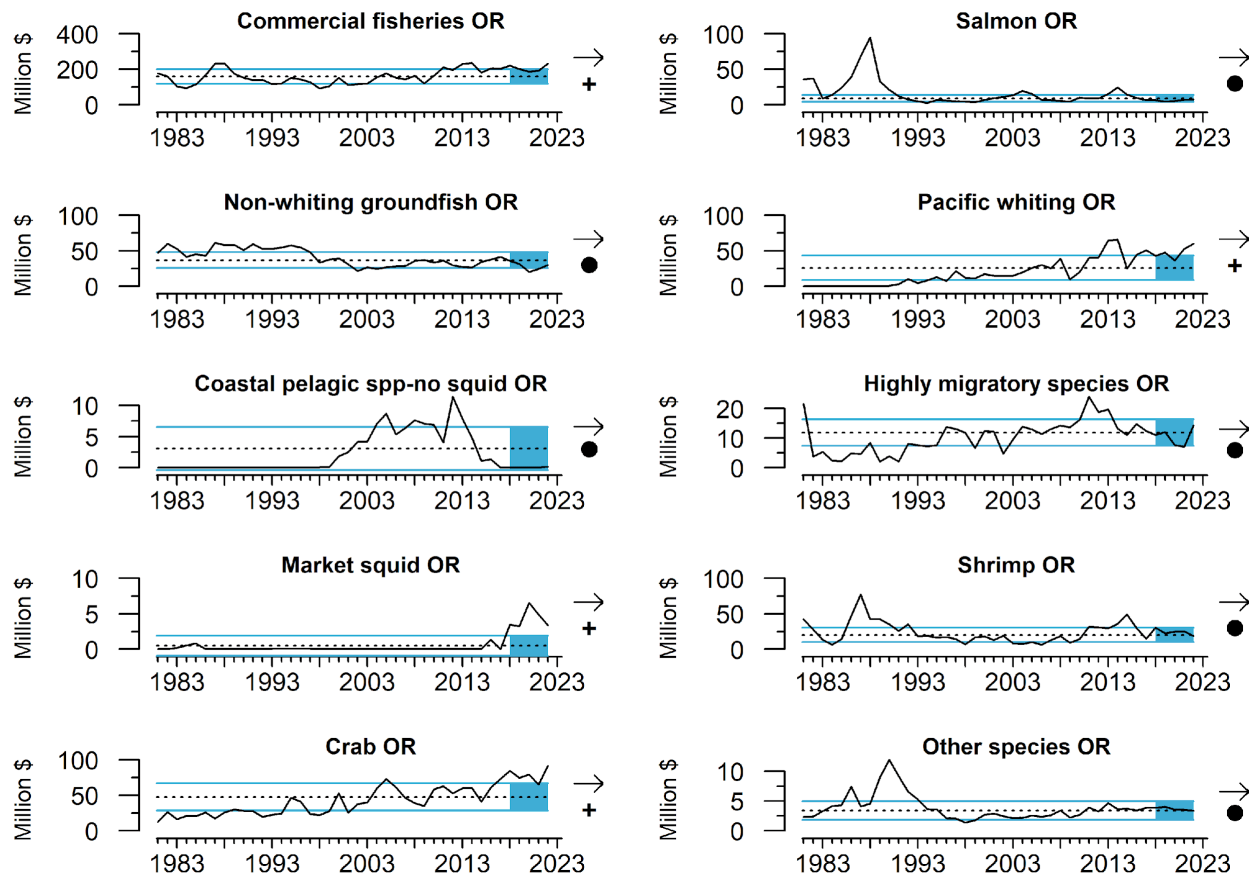 Commercial fisheries OR
Million $
400
200
0
+
1983 1993 2003 2013 2023
Salmon OR
Million $
100
50
0
1983 1993 2003 2013 2023
Non-whiting groundfish OR
Million $
100
50
0
1983 1993 2003 2013 2023
Pacific whiting OR
Million $
100
50
0
+
1983 1993 2003 2013 2023
Coastal pelagic spp-no squid OR
Million $
10
5
0
1983 1993 2003 2013 2023
Highly migratory species OR
Million $
20
10
0
1983 1993 2003 2013 2023
Market squid OR
Million $
10
5
0
+
1983 1993 2003 2013 2023
Shrimp OR
Million $
100
50
0
1983 1993 2003 2013 2023
Crab OR
Million $
100
50
0
+
1983 1993 2003 2013 2023
Other species OR
Million $
10
5
0
1983 1993 2003 2013 2023